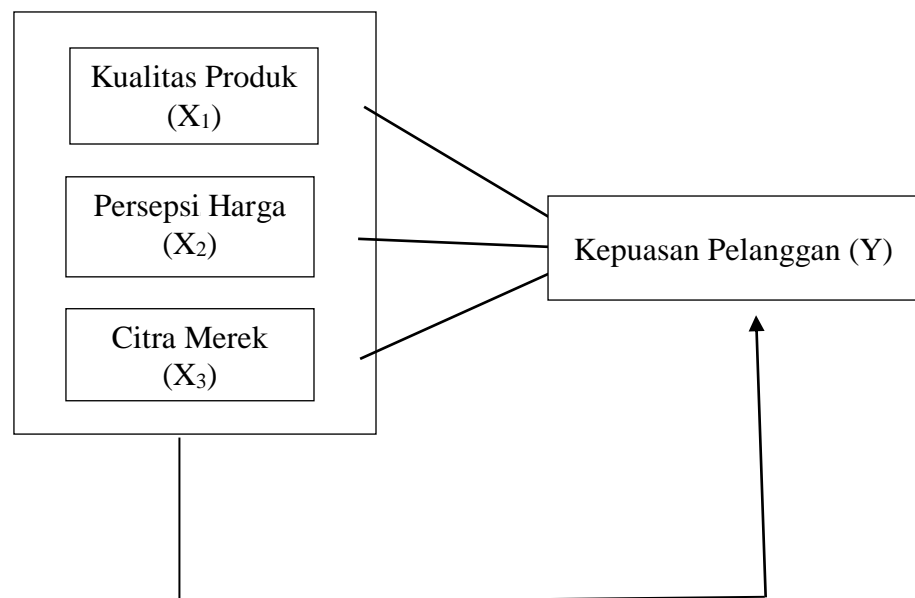 Kualitas Produk
(X₁)
Persepsi Harga
(X₂)
Kepuasan Pelanggan (Y)
Citra Merek
(X₃)